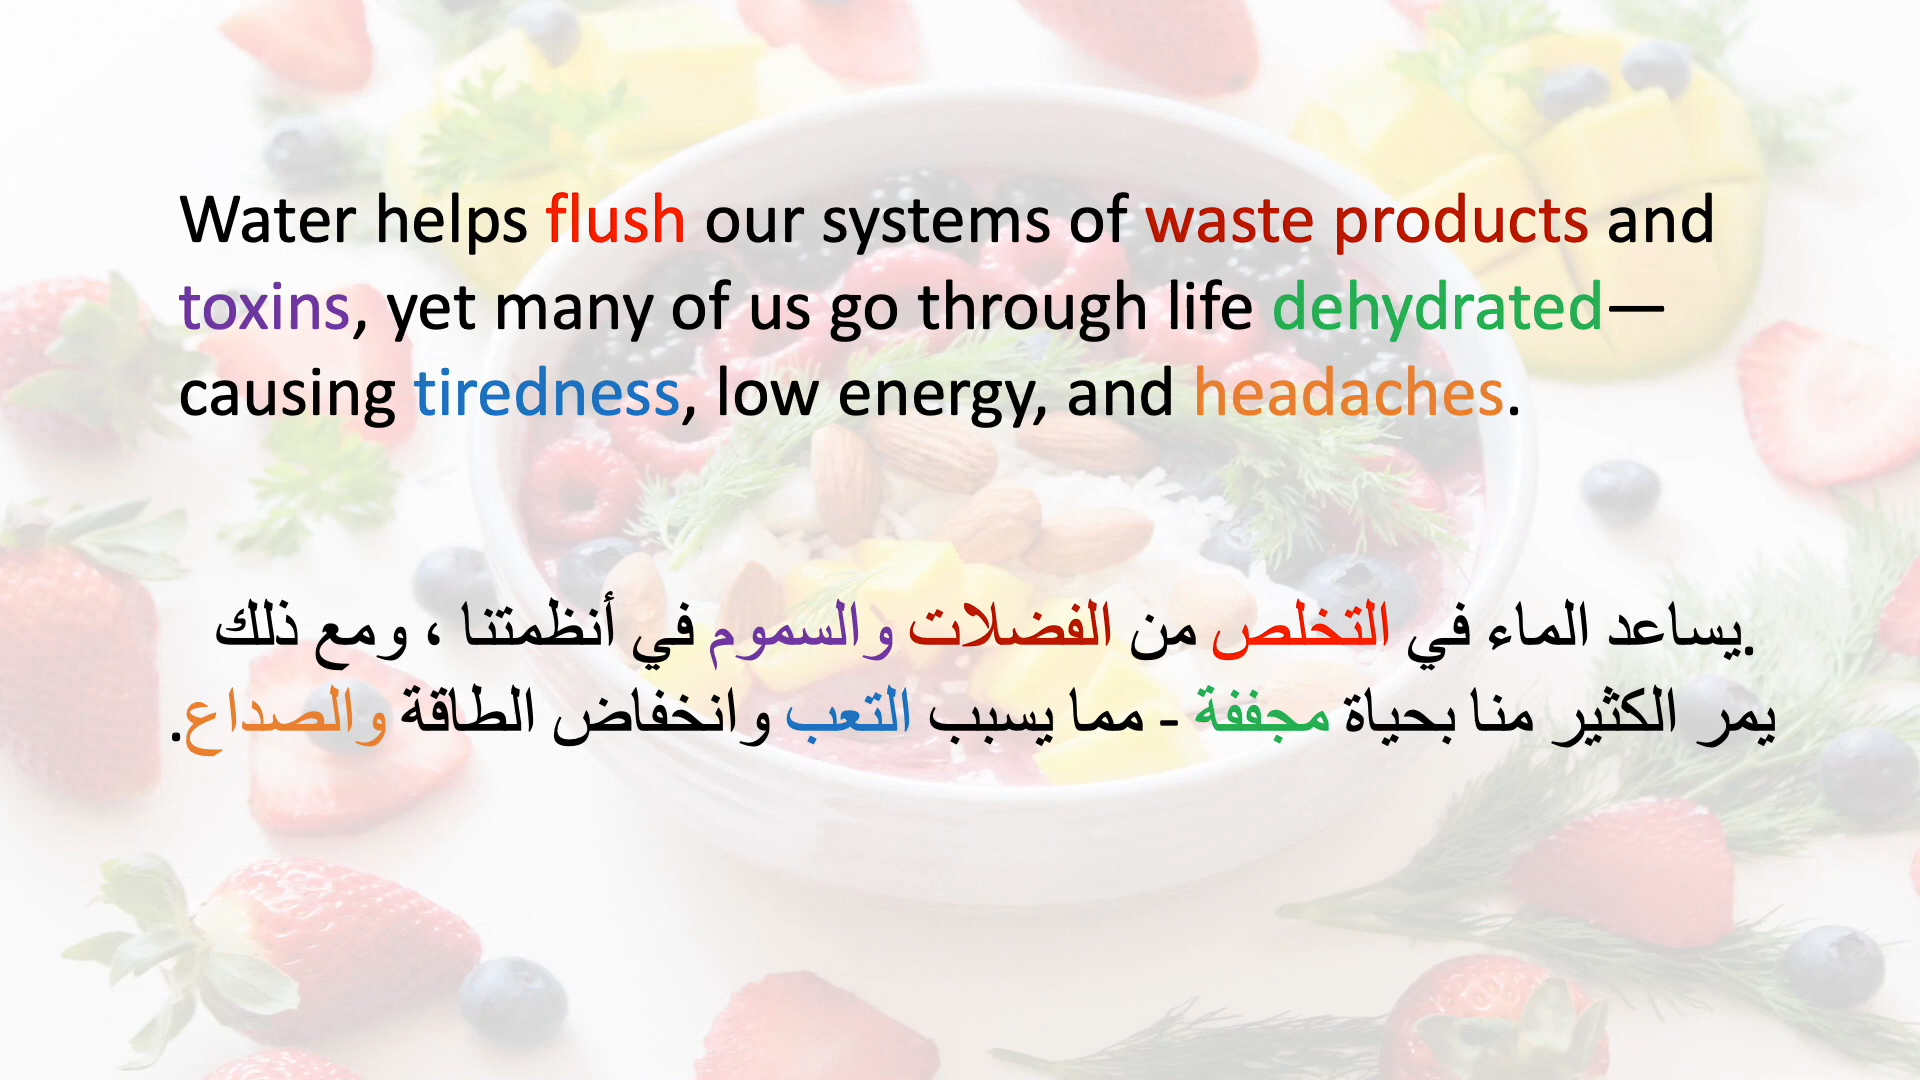 Water helps flush our systems of waste products and
toxins, yet many of us go through life dehydrated—
causing tiredness, low energy, and headaches.
.يساعد الماء في التخلص من الفضلات والسموم في أنظمتنا ، ومع ذلك
يمر الكثير منا بحياة مجففة - مما يسبب التعب وانخفاض الطاقة والصداع.